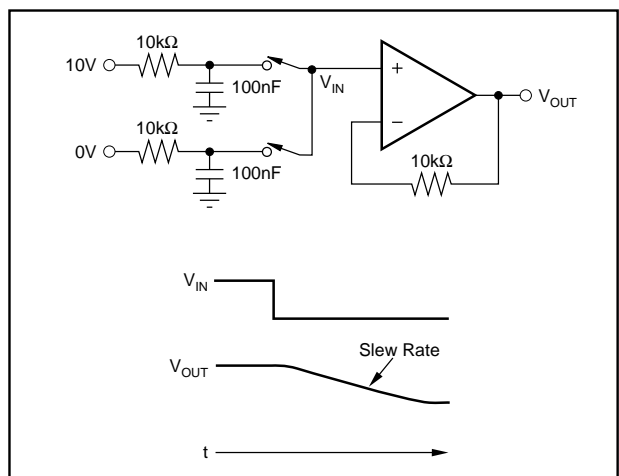 10kΩ
10V
100nF
V_IN
10kΩ
0V
100nF
+
−
V_OUT
10kΩ
V_IN
Slew Rate
V_OUT
t